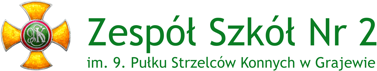 Zespół Szkół Nr 2
im. 9. Pułku Strzelców Konnych w Grajewie